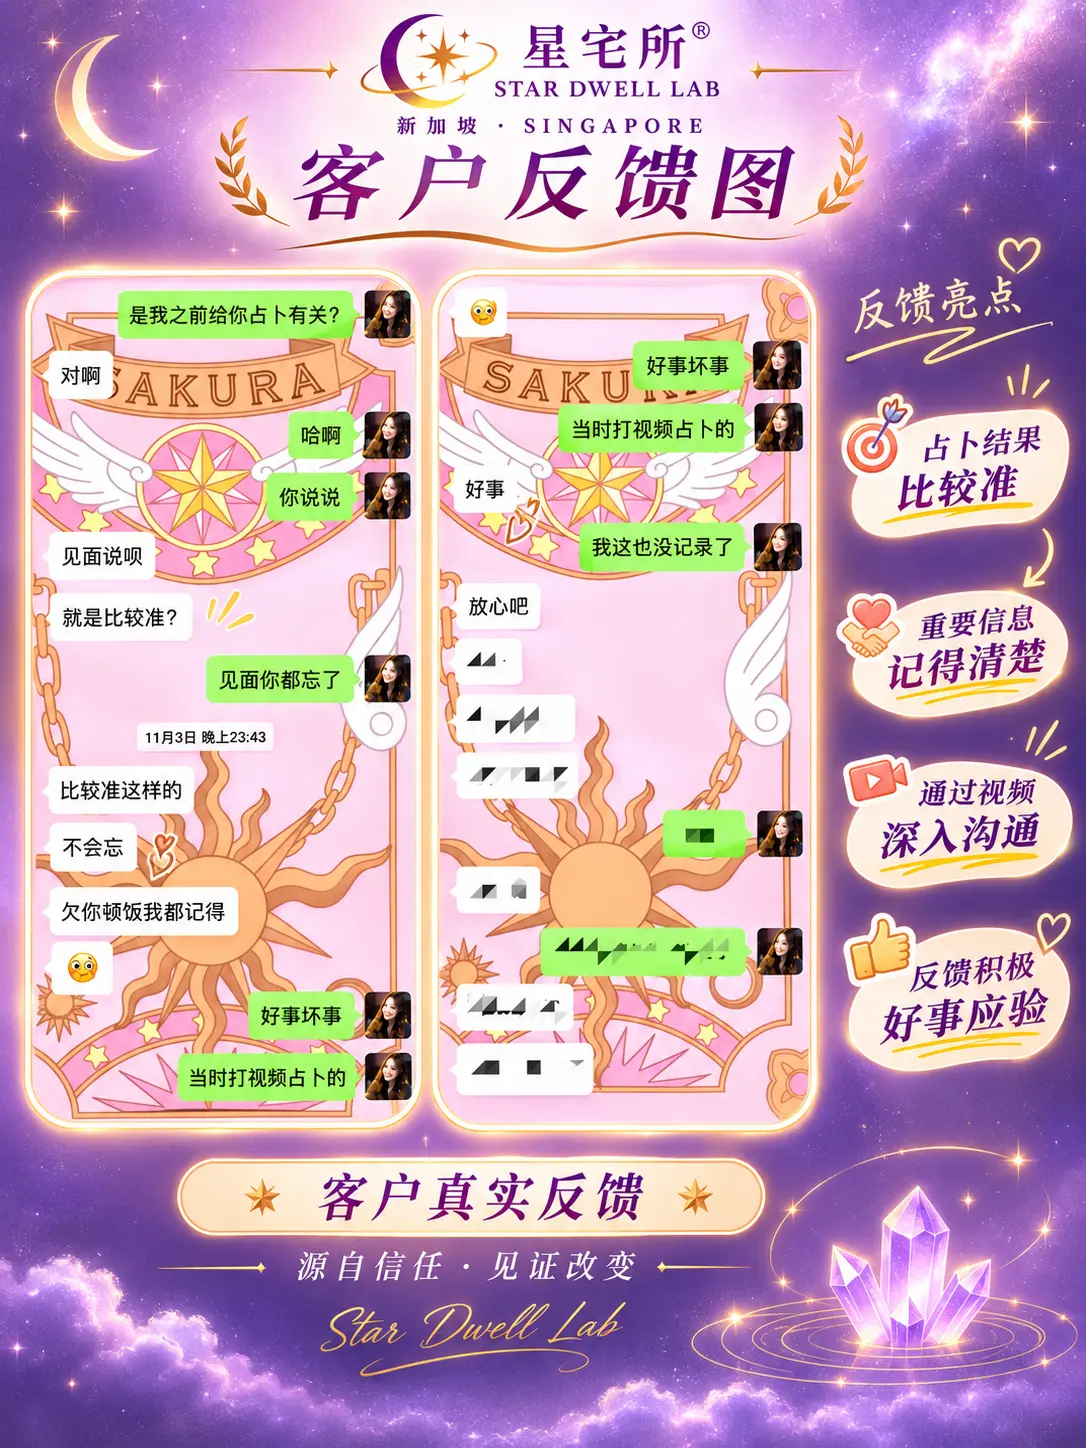 星宅所®
STAR DWELL LAB
新加坡 · SINGAPORE
客户反馈图
是我之前给你占卜有关?
对啊
SAKURA
哈啊
你说说
见面说呗
就是比较准?
见面你都忘了
11月3日 晚上23:43
比较准这样的
不会忘
欠你顿饭我都记得
好事坏事
当时打视频占卜的
好事坏事
SAKU
当时打视频占卜的
好事
我这也没记录了
放心吧
反馈亮点
占卜结果
比较准
重要信息
记得清楚
通过视频
深入沟通
反馈积极
好事应验
客户真实反馈
源自信任 · 见证改变
Star Dwell Lab